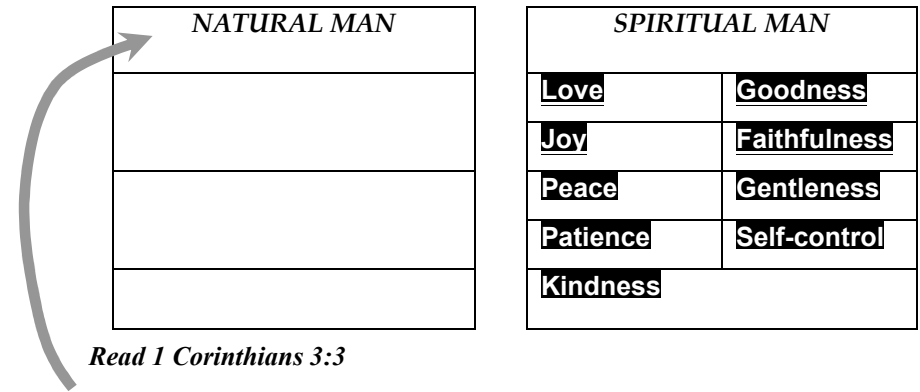 NATURAL MAN
SPIRITUAL MAN
Love
Goodness
Joy
Faithfulness
Peace
Gentleness
Patience
Self-control
Kindness
Read 1 Corinthians 3:3